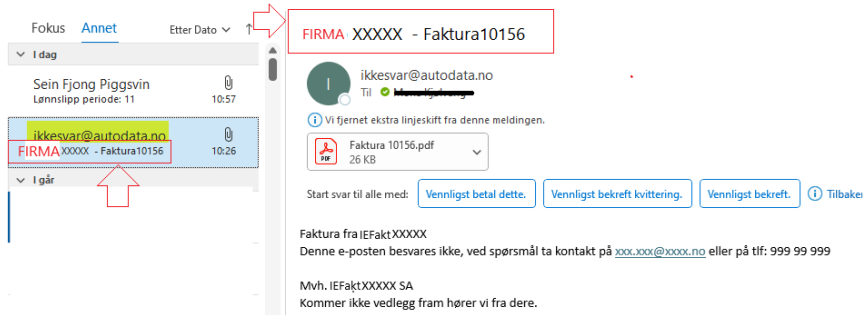 Fokus Annet Etter Dato ↑
I dag
Sein Fjong Piggsvin
Lønnslipp periode: 11 10:57
ikkesvar@autodata.no
FIRMA XXXXX - Faktura10156 10:26
I går
FIRMA XXXXX - Faktura10156
I
ikkesvar@autodata.no
Til
Vi fjernet ekstra linjeskift fra denne meldingen.
PDF
Faktura 10156.pdf
26 KB
Start svar til alle med: Vennligst betal dette. Vennligst bekreft kvittering. Vennligst bekreft. Tilbake
Faktura fra IEFakt XXXXX
Denne e-posten besvares ikke, ved spørsmål ta kontakt på xxx.xxx@xxxx.no eller på tlf: 999 99 999
Mvh. IEFaktXXXXX SA
Kommer ikke vedlegg fram hører vi fra dere.